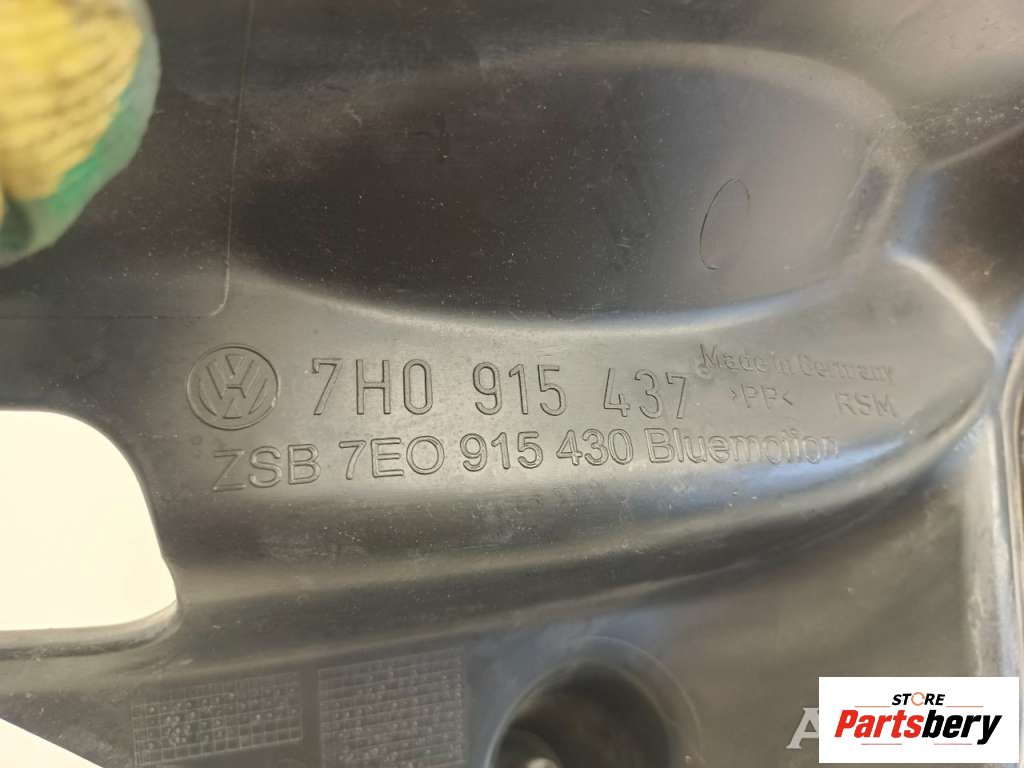 7H0 915 437
Made in Germany
>PP< RSM
ZSB 7E0 915 430 Bluemotion
STORE
Partsbery